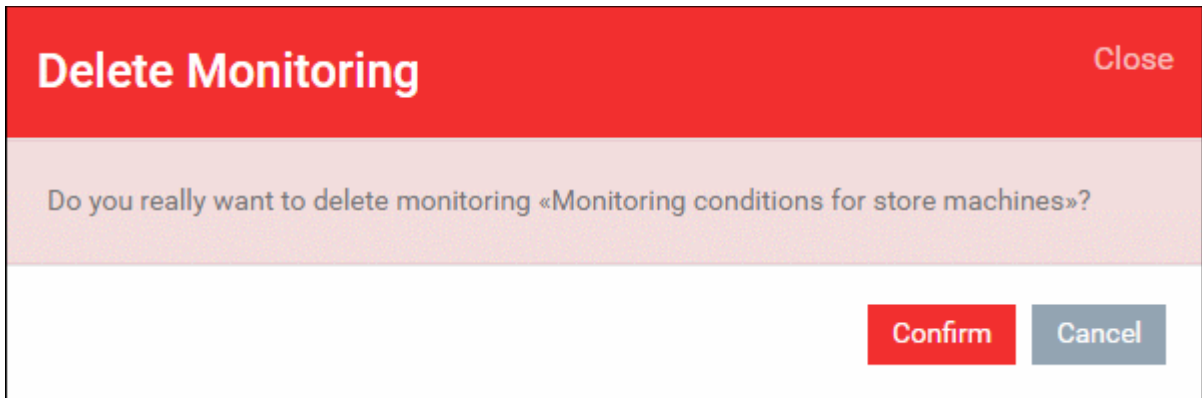 Delete Monitoring
Close
Do you really want to delete monitoring «Monitoring conditions for store machines»?
Confirm
Cancel